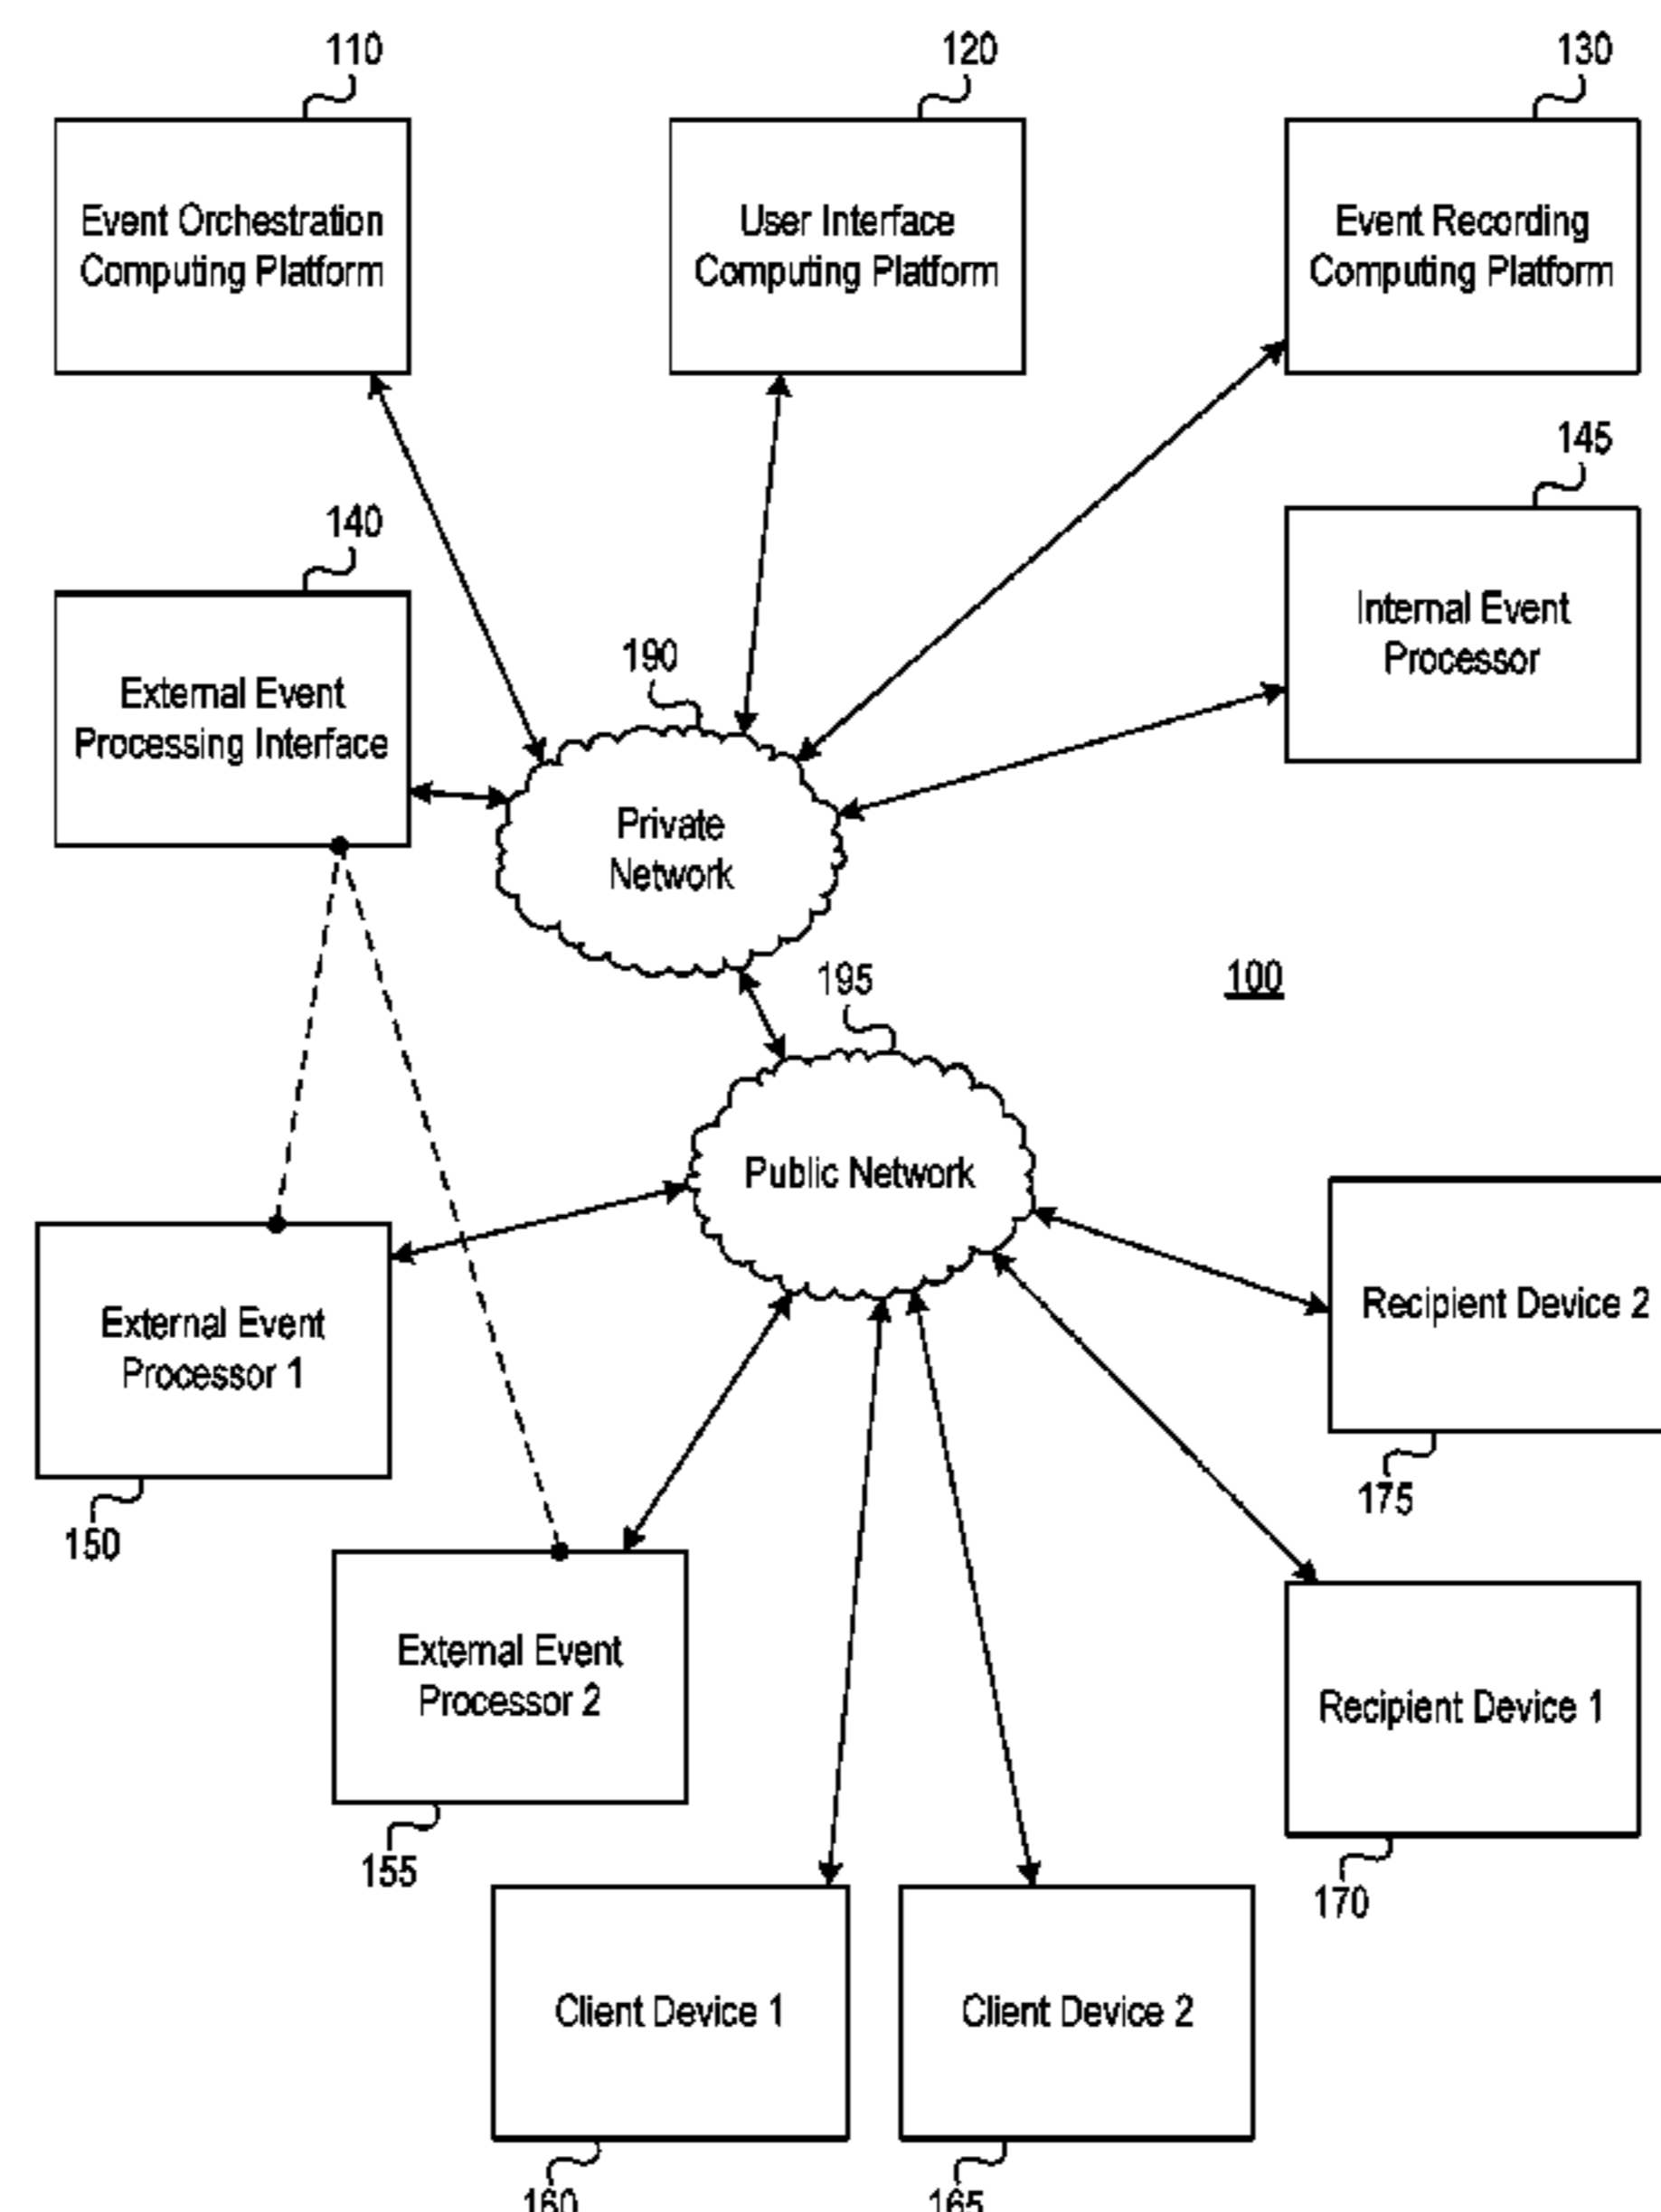 110
120
130
Event Orchestration
Computing Platform
User Interface
Computing Platform
Event Recording
Computing Platform
145
140
Internal Event
Processor
External Event
Processing Interface
190
Private
Network
195
100
Public Network
Recipient Device 2
175
External Event
Processor 1
150
External Event
Processor 2
155
Recipient Device 1
170
Client Device 1
160
Client Device 2
165